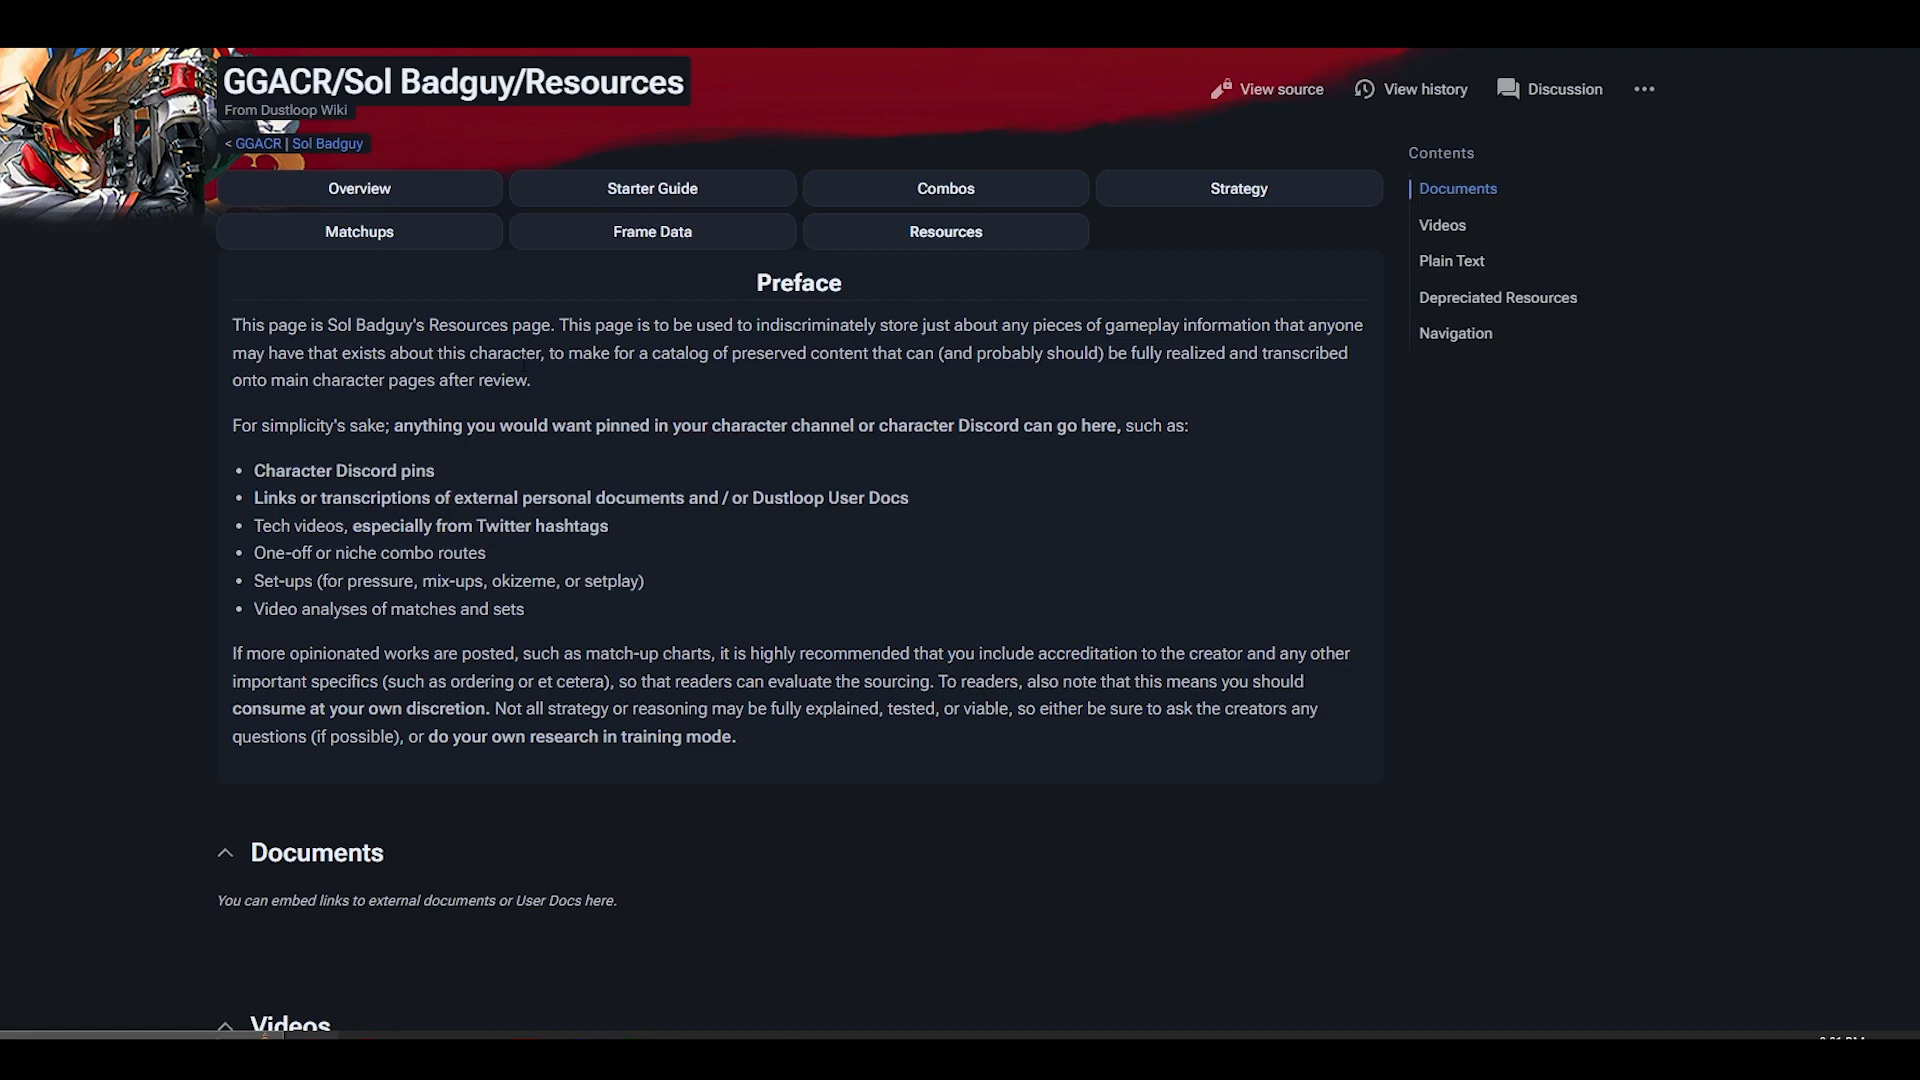 GGACR/Sol Badguy/Resources
From Dustloop Wiki
< GGACR | Sol Badguy
View source
View history
Discussion
Overview
Starter Guide
Combos
Strategy
Matchups
Frame Data
Resources
Contents
Documents
Videos
Plain Text
Depreciated Resources
Navigation
Preface
This page is Sol Badguy's Resources page. This page is to be used to indiscriminately store just about any pieces of gameplay information that anyone
may have that exists about this character, to make for a catalog of preserved content that can (and probably should) be fully realized and transcribed
onto main character pages after review.
For simplicity's sake; anything you would want pinned in your character channel or character Discord can go here, such as:
• Character Discord pins
• Links or transcriptions of external personal documents and / or Dustloop User Docs
• Tech videos, especially from Twitter hashtags
• One-off or niche combo routes
• Set-ups (for pressure, mix-ups, okizeme, or setplay)
• Video analyses of matches and sets
If more opinionated works are posted, such as match-up charts, it is highly recommended that you include accreditation to the creator and any other
important specifics (such as ordering or et cetera), so that readers can evaluate the sourcing. To readers, also note that this means you should
consume at your own discretion. Not all strategy or reasoning may be fully explained, tested, or viable, so either be sure to ask the creators any
questions (if possible), or do your own research in training mode.
Documents
You can embed links to external documents or User Docs here.
Videos